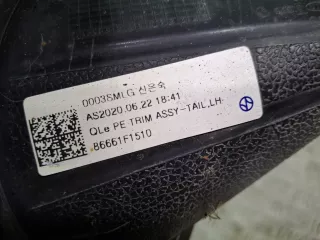 00035MLG 신은숙
AS2020.06.22 18:41
QLe PE TRIM ASSY-TAIL,LH
86661F1510